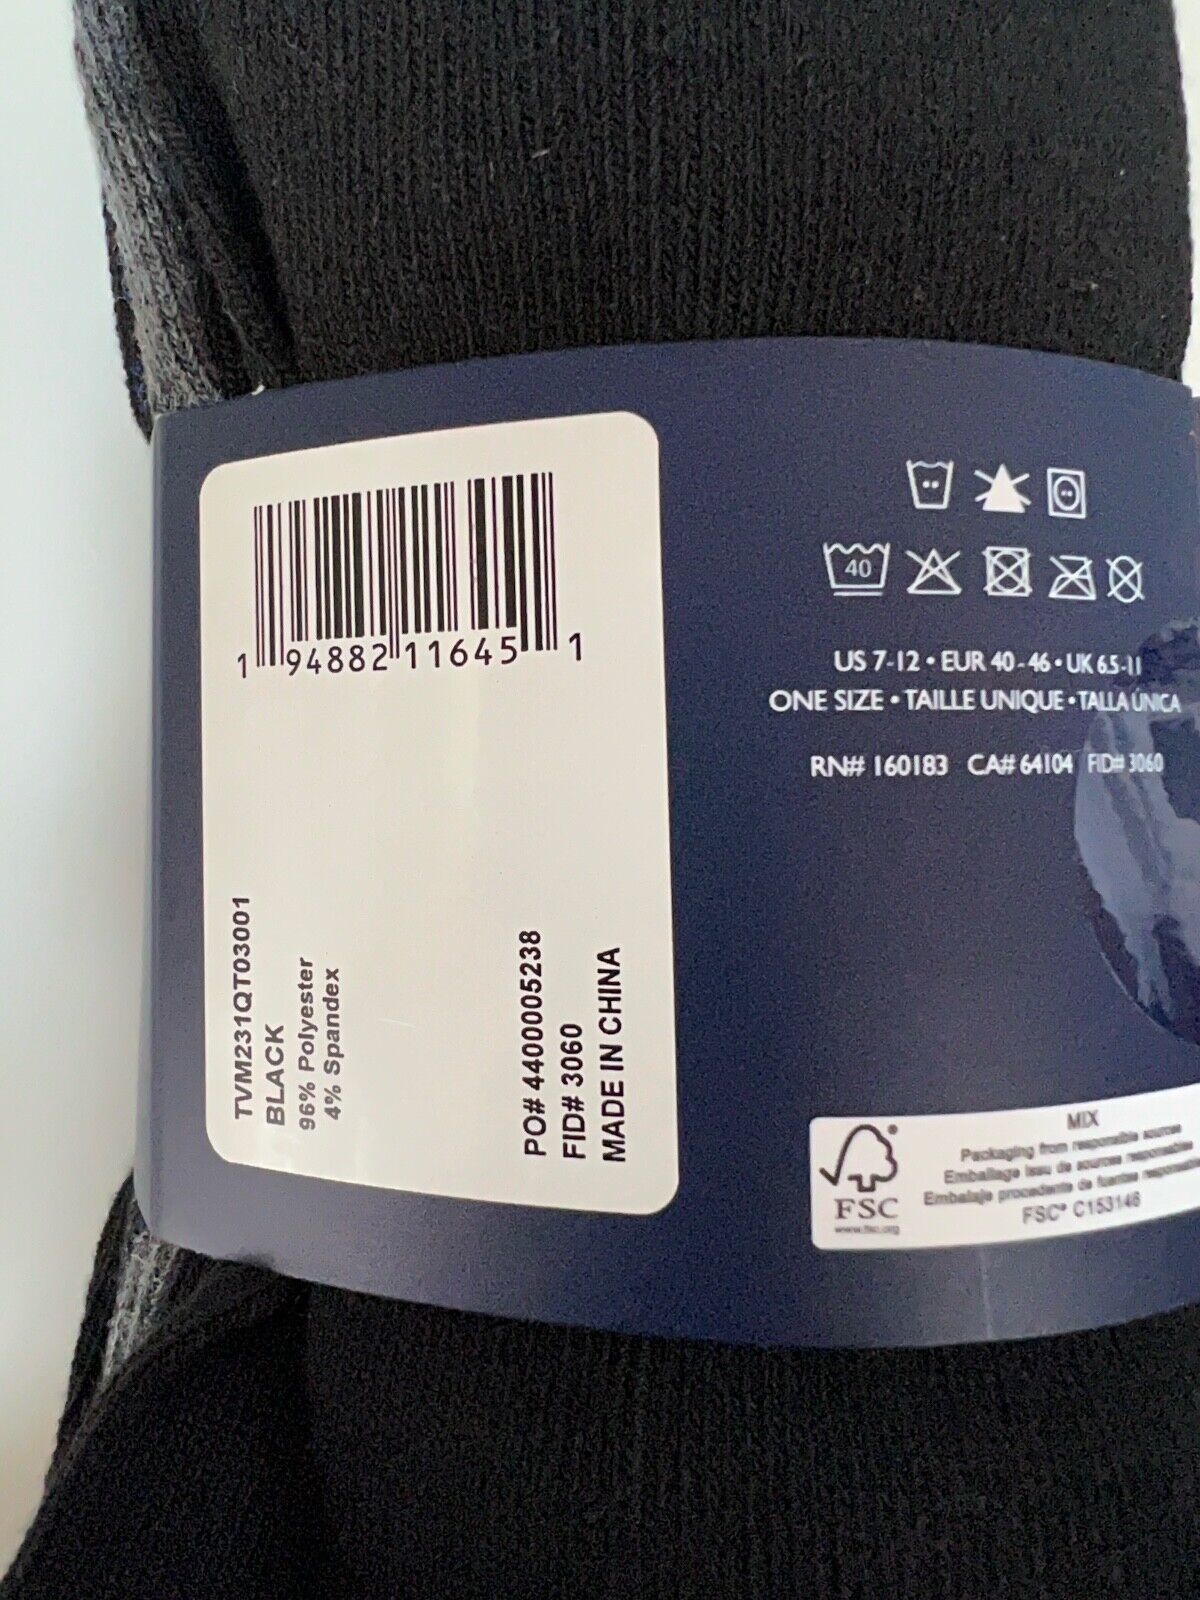 1 94882 11645 1
TVM231QT03001
BLACK
96% Polyester
4% Spandex
PO# 4400005238
FID# 3060
MADE IN CHINA
40
US 7-12 • EUR 40-46 • UK 6.5-11
ONE SIZE • TAILLE UNIQUE • TALLA ÚNICA
RN# 160183 CA# 64104 FID# 3060
FSC
www.fsc.org
MIX
Packaging from responsible sources
Emballage issu de sources responsables
Embalaje procedente de fuentes
FSC® C153146